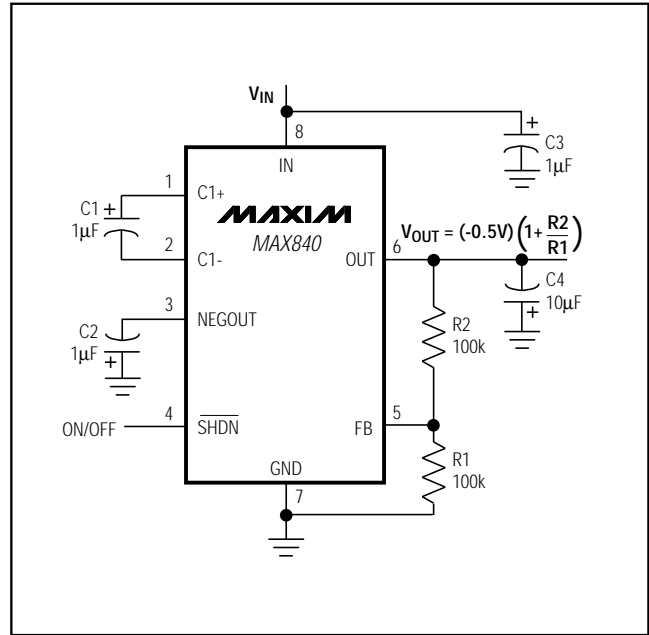 VIN
8
IN
+
C3
1µF
1
C1+
+
C1
1µF
MAXIM
MAX840
2
C1-
OUT
6
VOUT = (-0.5V)(1+ R2/R1)
C4
10µF
+
3
NEGOUT
C2
1µF
+
R2
100k
4
ON/OFF
SHDN
FB
5
R1
100k
GND
7